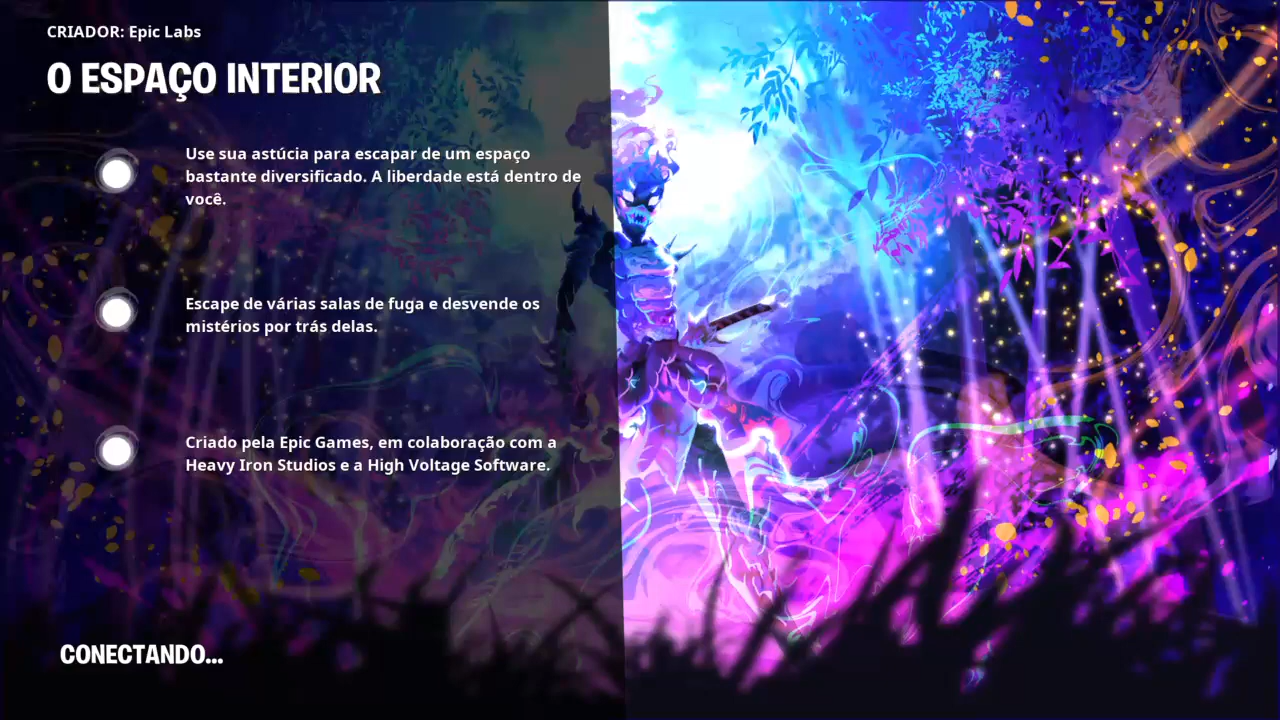 CRIADOR: Epic Labs
O ESPAÇO INTERIOR
Use sua astúcia para escapar de um espaço
bastante diversificado. A liberdade está dentro de
você.
Escape de várias salas de fuga e desvende os
mistérios por trás delas.
Criado pela Epic Games, em colaboração com a
Heavy Iron Studios e a High Voltage Software.
CONECTANDO...